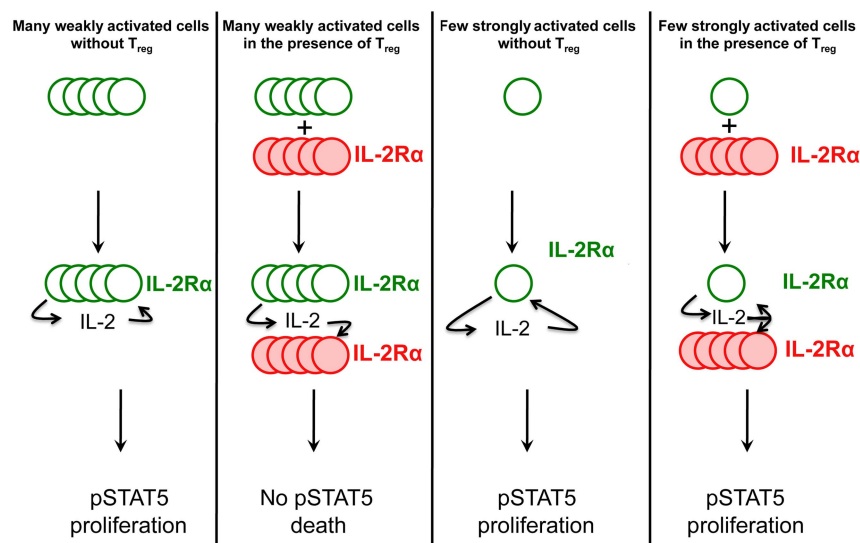 Many weakly activated cells
without Treg
Many weakly activated cells
in the presence of Treg
Few strongly activated cells
without Treg
Few strongly activated cells
in the presence of Treg
+
IL-2Rα
+
IL-2Rα
IL-2Rα
IL-2
IL-2Rα
IL-2
IL-2Rα
IL-2Rα
IL-2
IL-2Rα
IL-2
IL-2Rα
pSTAT5
proliferation
No pSTAT5
death
pSTAT5
proliferation
pSTAT5
proliferation